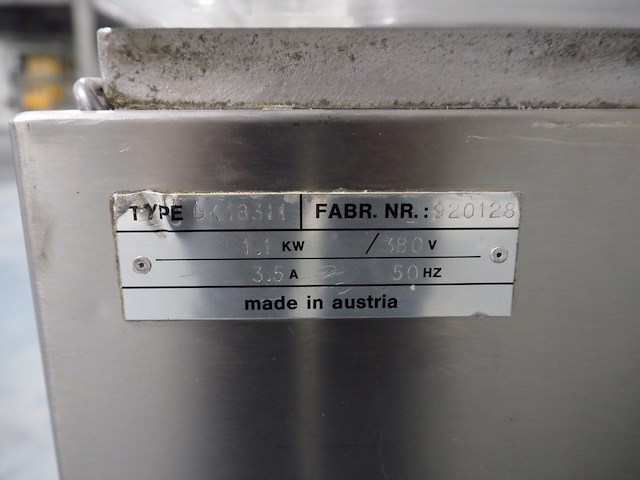 TYPE FABR. NR.: 920128
1.1 KW / 380 V
3.5 A 50 HZ
made in austria